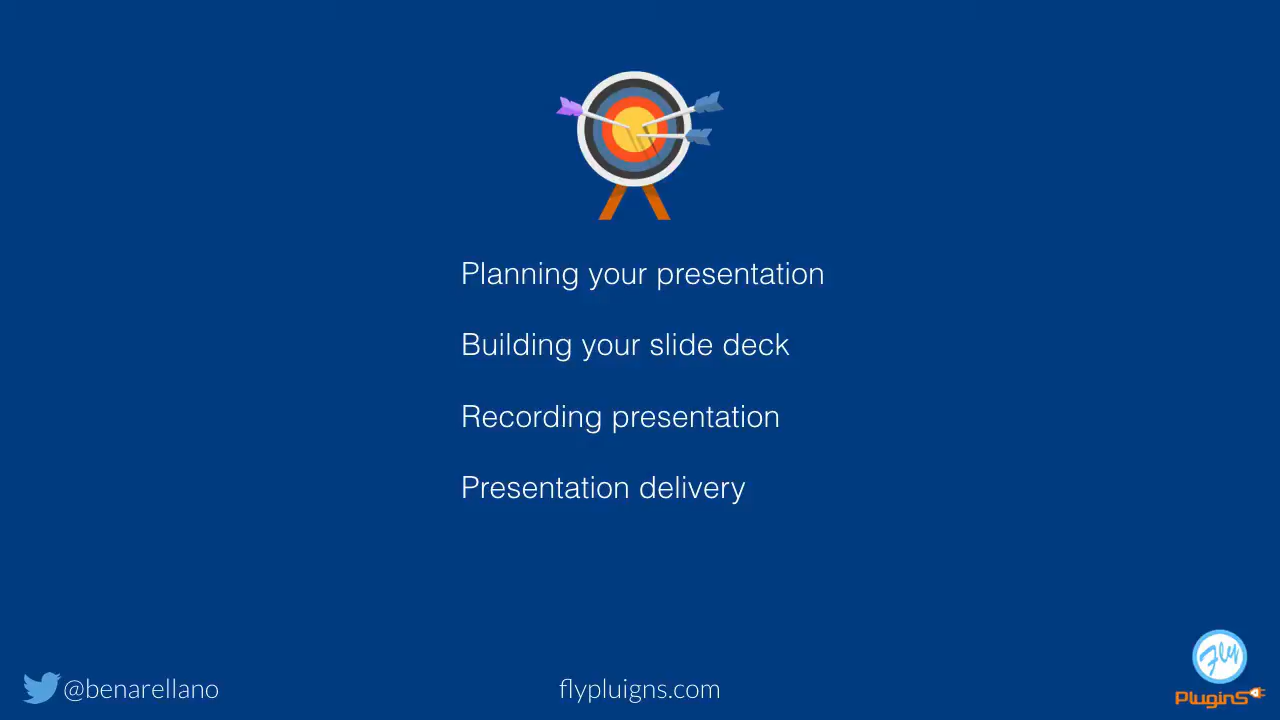 Planning your presentation
Building your slide deck
Recording presentation
Presentation delivery
@benarellano
flypluigns.com
Fly
PluginS